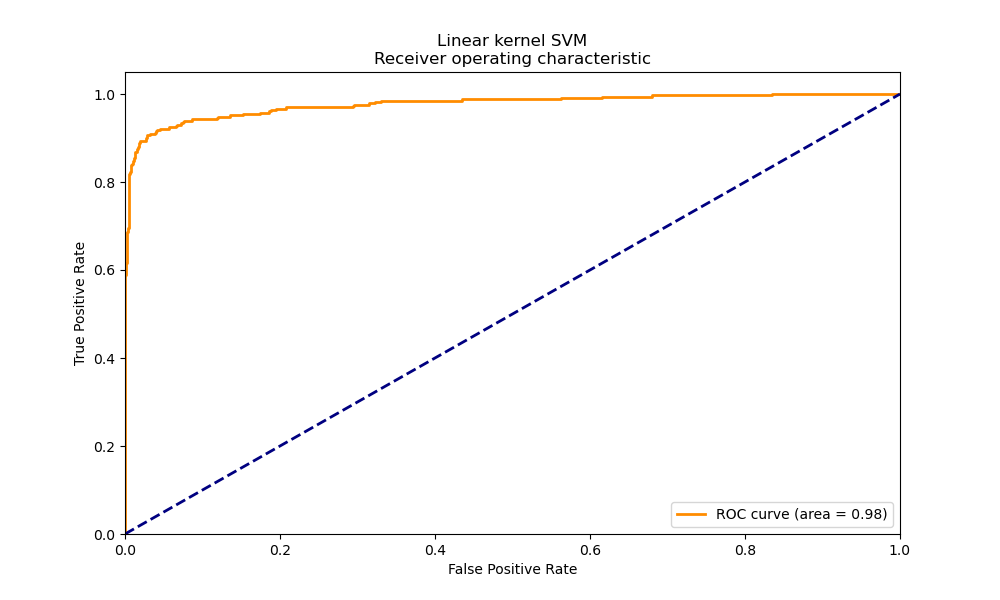 Linear kernel SVM
Receiver operating characteristic
True Positive Rate
1.0
0.8
0.6
0.4
0.2
0.0
0.0 0.2 0.4 0.6 0.8 1.0
False Positive Rate
ROC curve (area = 0.98)